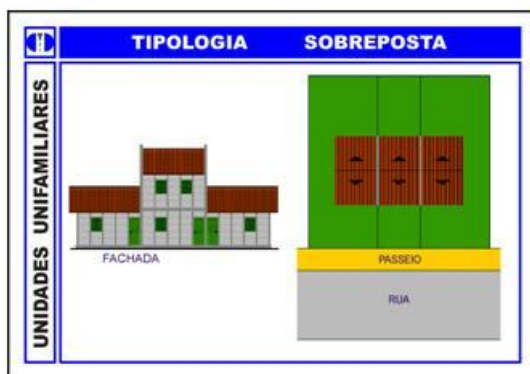 TIPOLOGIA SOBREPOSTA
UNIDADES UNIFAMILIARES
FACHADA
PASSEIO
RUA